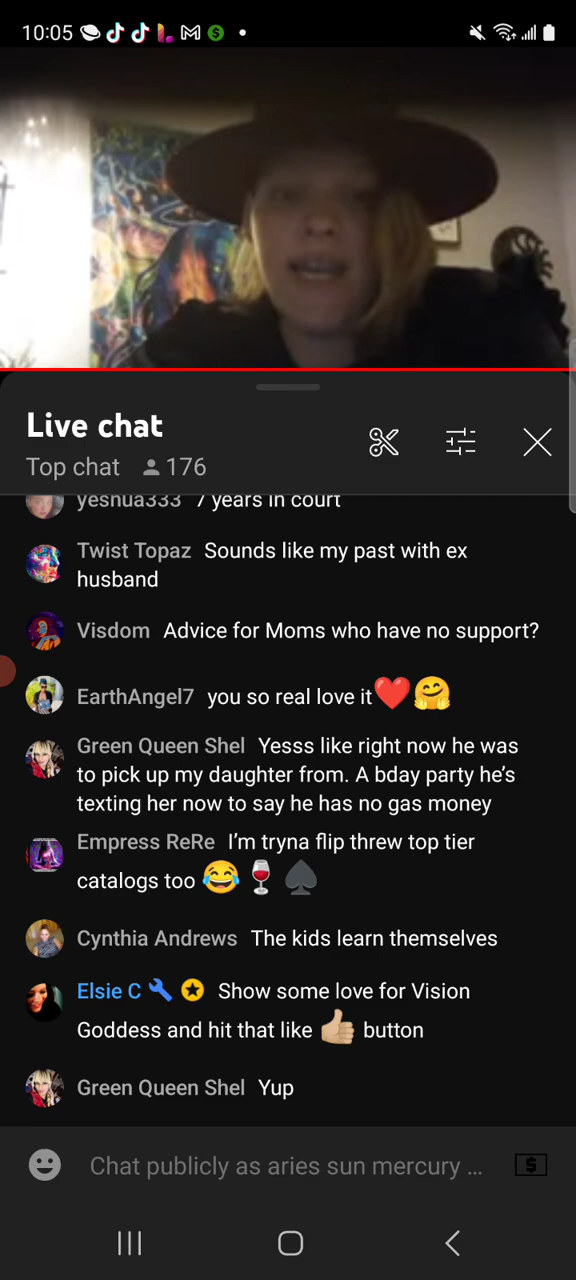 10:05
Live chat
Top chat 176
yeshua333 7 years in court
Twist Topaz Sounds like my past with ex
husband
Visdom Advice for Moms who have no support?
EarthAngel7 you so real love it❤️🤗
Green Queen Shel Yesss like right now he was
to pick up my daughter from. A bday party he's
texting her now to say he has no gas money
Empress ReRe I'm tryna flip threw top tier
catalogs too 😂🍷♠️
Cynthia Andrews The kids learn themselves
Elsie C 🔧 Show some love for Vision
Goddess and hit that like 👍🏼 button
Green Queen Shel Yup
Chat publicly as aries sun mercury ...